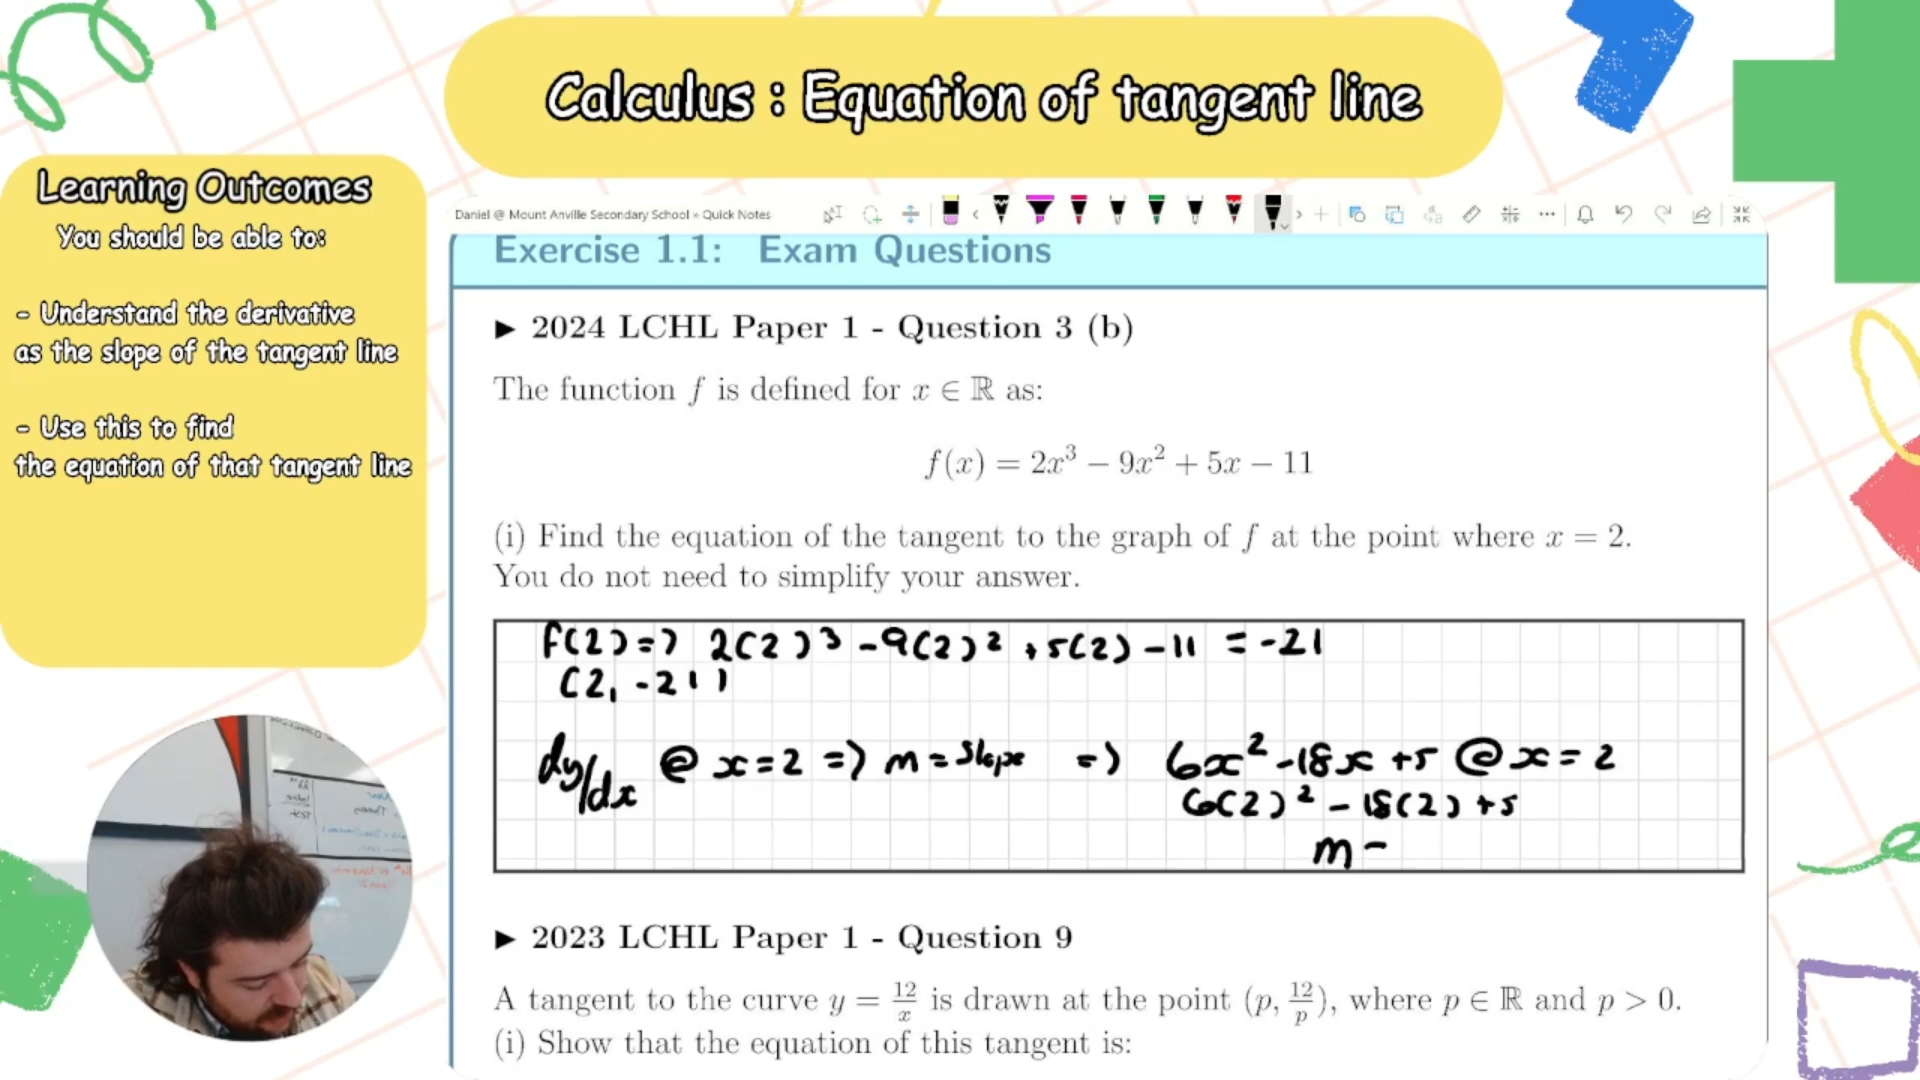 Calculus : Equation of tangent line
Learning Outcomes
You should be able to:
- Understand the derivative
as the slope of the tangent line
- Use this to find
the equation of that tangent line
Daniel @ Mount Anville Secondary School » Quick Notes
Exercise 1.1: Exam Questions
▶ 2024 LCHL Paper 1 - Question 3 (b)
The function f is defined for x ∈ ℝ as:
f(x) = 2x³ − 9x² + 5x − 11
(i) Find the equation of the tangent to the graph of f at the point where x = 2.
You do not need to simplify your answer.
f(2) => 2(2)³ -9(2)² +5(2) -11 = -21
(2, -21)
dy/dx @ x=2 => m = slope => 6x² -18x +5 @ x = 2
6(2)² - 18(2) +5
m -
▶ 2023 LCHL Paper 1 - Question 9
A tangent to the curve y = 12/x is drawn at the point (p, 12/p), where p ∈ ℝ and p > 0.
(i) Show that the equation of this tangent is: